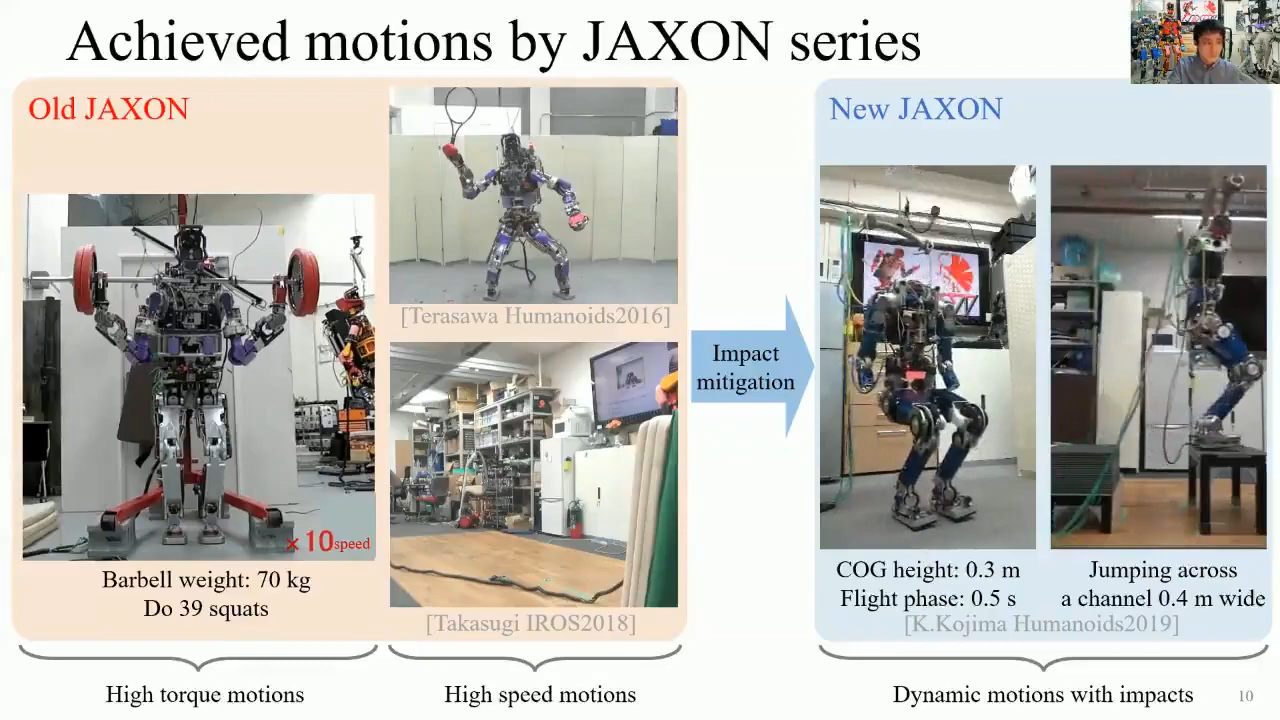 Achieved motions by JAXON series
Old JAXON
× 10 speed
Barbell weight: 70 kg
Do 39 squats
[Terasawa Humanoids2016]
[Takasugi IROS2018]
Impact
mitigation
New JAXON
COG height: 0.3 m
Flight phase: 0.5 s
Jumping across
a channel 0.4 m wide
[K.Kojima Humanoids2019]
High torque motions
High speed motions
Dynamic motions with impacts
10